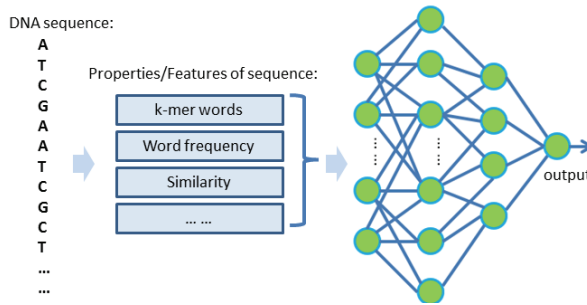 DNA sequence:
A
T
C
G
A
A
T
C
G
C
T
...
...
Properties/Features of sequence:
k-mer words
Word frequency
Similarity
... ...
output